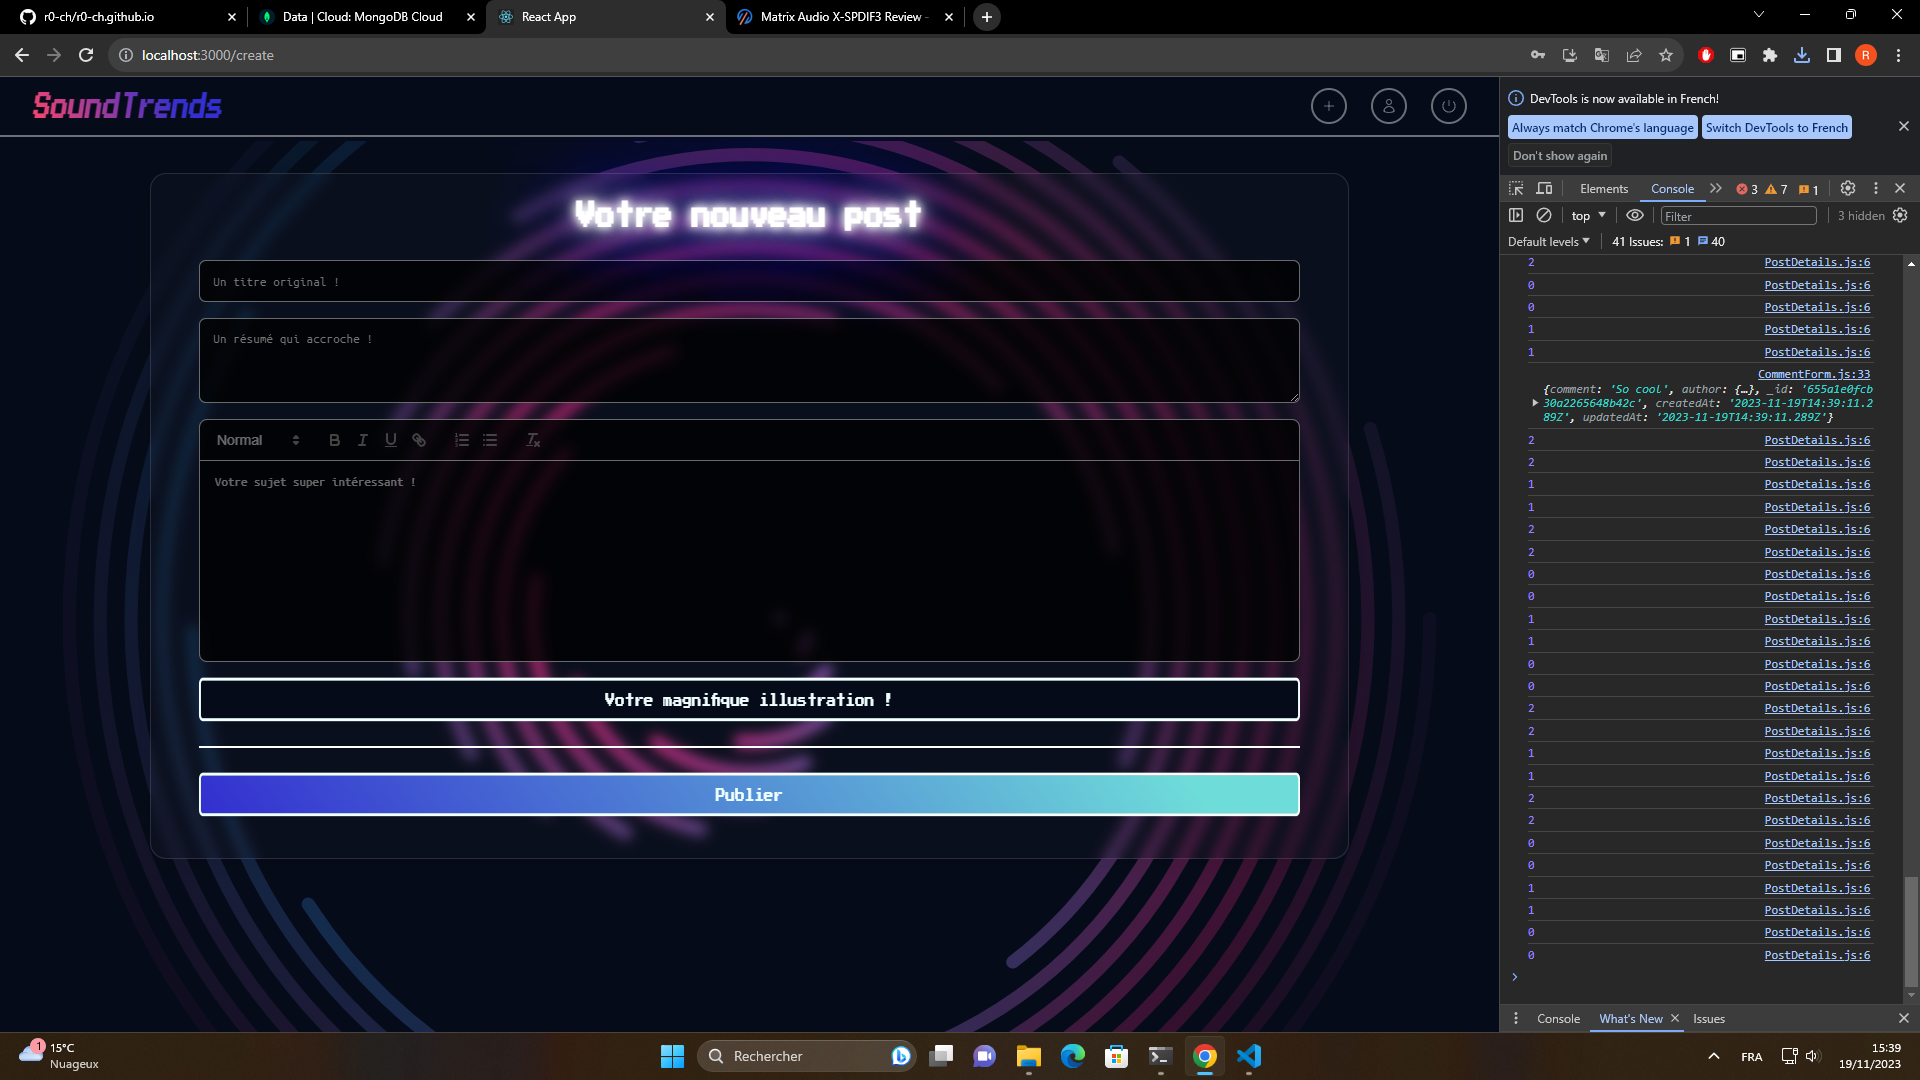 r0-ch/r0-ch.github.io
Data | Cloud: MongoDB Cloud
React App
Matrix Audio X-SPDIF3 Review -
localhost:3000/create
R
SoundTrends
Votre nouveau post
Un titre original !
Un résumé qui accroche !
Normal
B I U
Votre sujet super intéressant !
Votre magnifique illustration !
Publier
DevTools is now available in French!
Always match Chrome's language
Switch DevTools to French
Don't show again
Elements
Console
3
7
1
top
Filter
3 hidden
Default levels
41 Issues: 1 40
2 PostDetails.js:6
0 PostDetails.js:6
0 PostDetails.js:6
1 PostDetails.js:6
1 PostDetails.js:6
CommentForm.js:33
{comment: 'So cool', author: {…}, _id: '655a1e0fcb
30a2265648b42c', createdAt: '2023-11-19T14:39:11.2
89Z', updatedAt: '2023-11-19T14:39:11.289Z'}
2 PostDetails.js:6
2 PostDetails.js:6
1 PostDetails.js:6
1 PostDetails.js:6
2 PostDetails.js:6
2 PostDetails.js:6
0 PostDetails.js:6
0 PostDetails.js:6
1 PostDetails.js:6
1 PostDetails.js:6
0 PostDetails.js:6
0 PostDetails.js:6
2 PostDetails.js:6
2 PostDetails.js:6
1 PostDetails.js:6
1 PostDetails.js:6
2 PostDetails.js:6
2 PostDetails.js:6
0 PostDetails.js:6
0 PostDetails.js:6
1 PostDetails.js:6
1 PostDetails.js:6
0 PostDetails.js:6
0 PostDetails.js:6
Console
What's New
Issues
1
15°C
Nuageux
Rechercher
FRA
15:39
19/11/2023